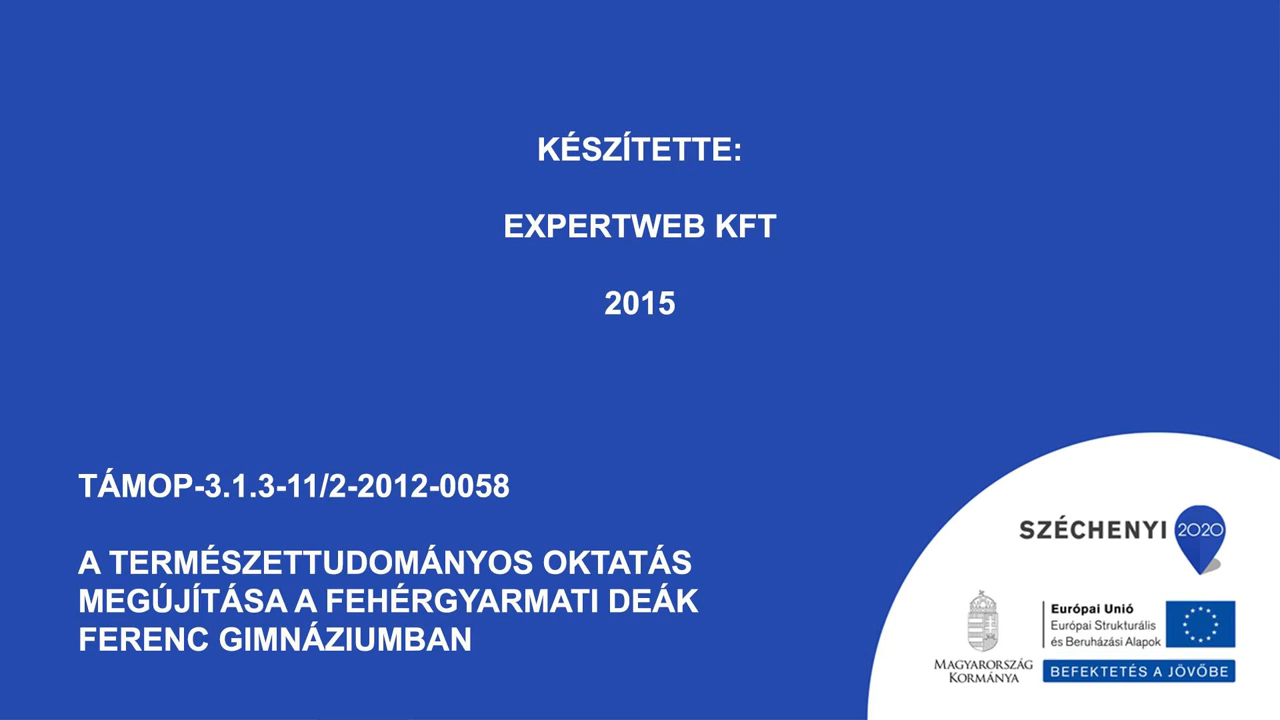 KÉSZÍTETTE:
EXPERTWEB KFT
2015
TÁMOP-3.1.3-11/2-2012-0058
A TERMÉSZETTUDOMÁNYOS OKTATÁS
MEGÚJÍTÁSA A FEHÉRGYARMATI DEÁK
FERENC GIMNÁZIUMBAN
SZÉCHENYI 2020
MAGYARORSZÁG
KORMÁNYA
Európai Unió
Európai Strukturális
és Beruházási Alapok
BEFEKTETÉS A JÖVŐBE